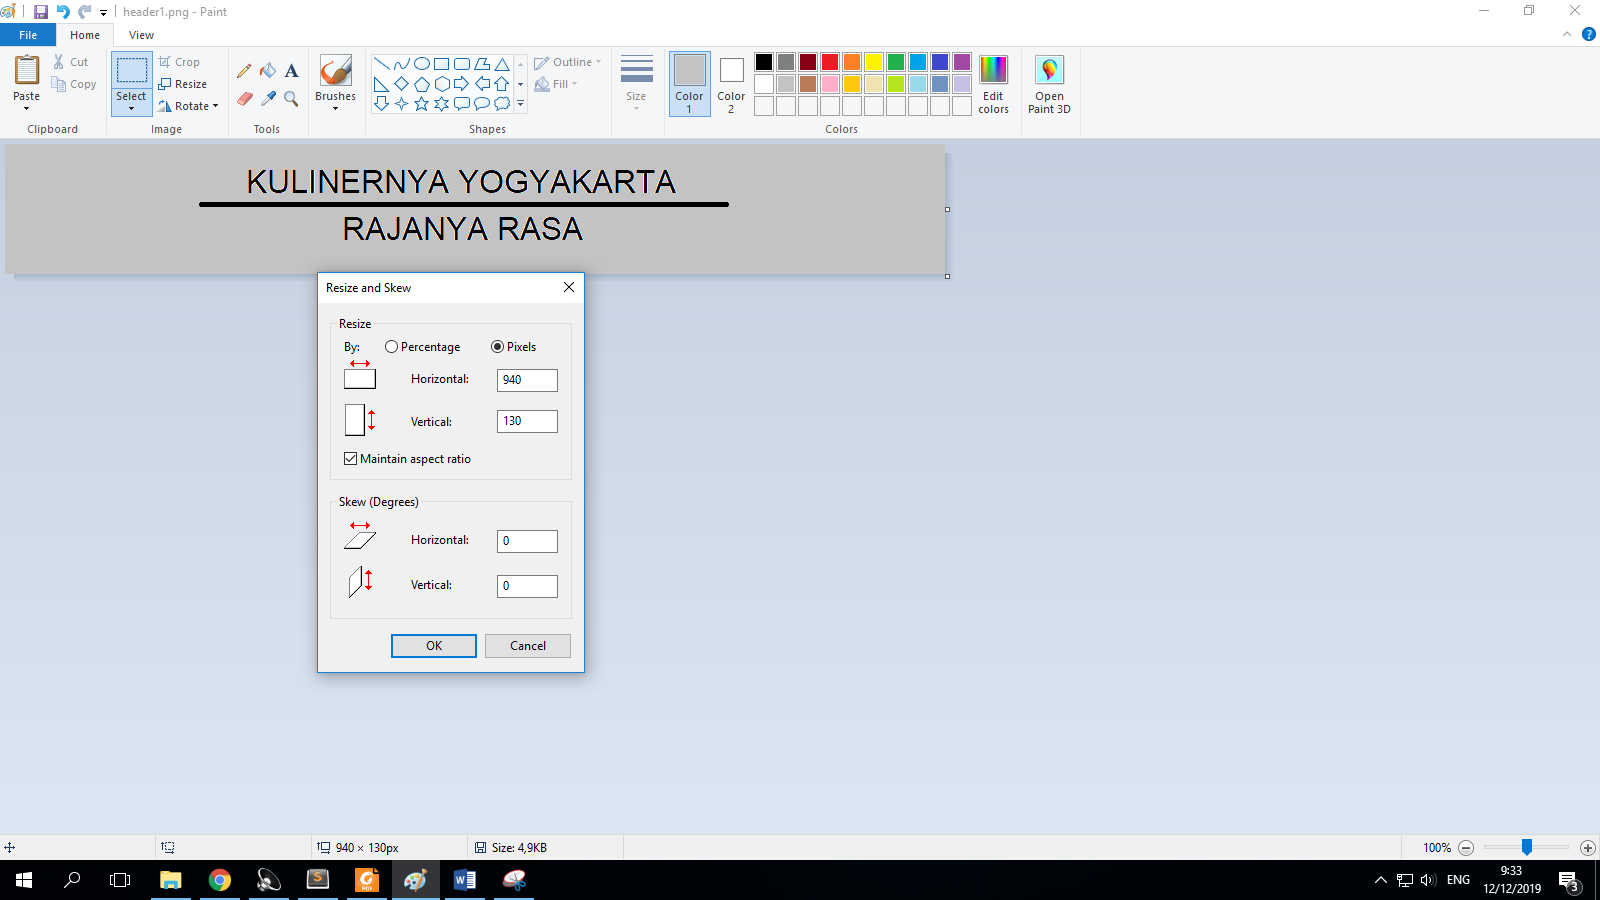 header1.png - Paint
File
Home
View
Paste
Cut
Copy
Clipboard
Select
Crop
Resize
Rotate
Image
A
Tools
Brushes
Outline
Fill
Shapes
Size
Color 1
Color 2
Edit colors
Colors
Open Paint 3D
KULINERNYA YOGYAKARTA
RAJANYA RASA
Resize and Skew
Resize
By:
Percentage
Pixels
Horizontal:
940
Vertical:
130
Maintain aspect ratio
Skew (Degrees)
Horizontal:
0
Vertical:
0
OK
Cancel
940 × 130px
Size: 4,9KB
100%
ENG
9:33
12/12/2019
3